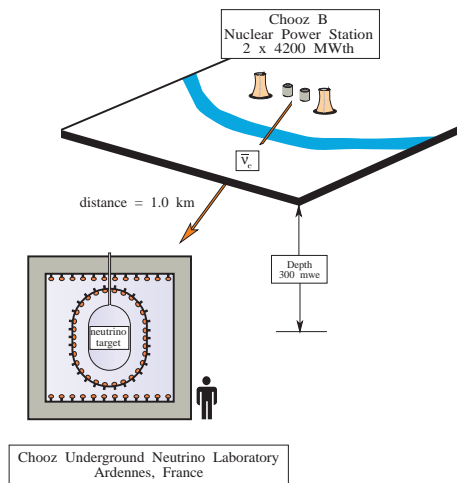 Chooz B
Nuclear Power Station
2 x 4200 MWth
ν̅e
distance = 1.0 km
Depth
300 mwe
neutrino
target
Chooz Underground Neutrino Laboratory
Ardennes, France